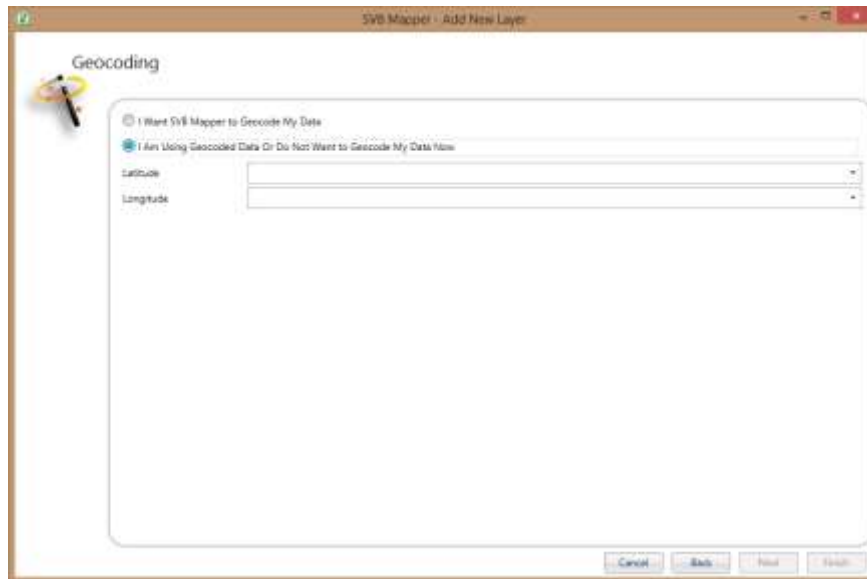 SVB Mapper - Add New Layer
Geocoding
I Want SVB Mapper to Geocode My Data
I Am Using Geocoded Data Or Do Not Want to Geocode My Data Now
Latitude
Longitude
Cancel Back Next Finish